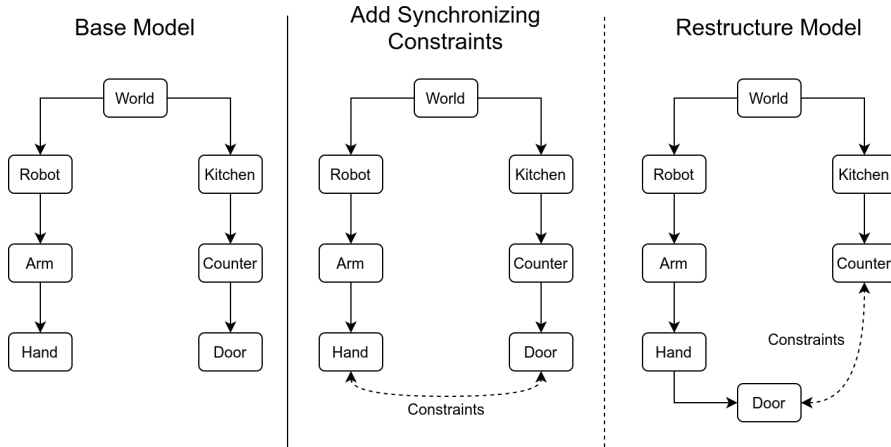 Base Model
World
Robot
Kitchen
Arm
Counter
Hand
Door
Add Synchronizing
Constraints
World
Robot
Kitchen
Arm
Counter
Hand
Door
Constraints
Restructure Model
World
Robot
Kitchen
Arm
Counter
Constraints
Hand
Door